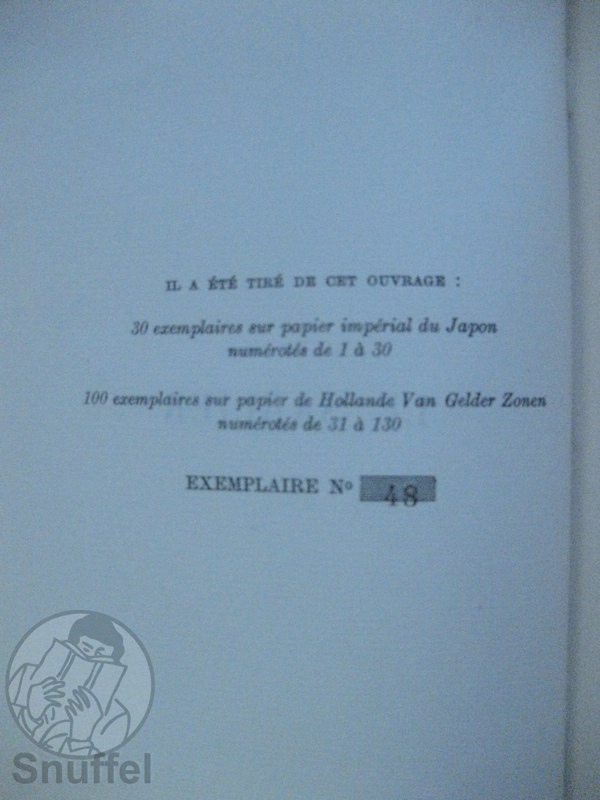 IL A ÉTÉ TIRÉ DE CET OUVRAGE :
30 exemplaires sur papier impérial du Japon
numérotés de 1 à 30
100 exemplaires sur papier de Hollande Van Gelder Zonen
numérotés de 31 à 130
EXEMPLAIRE Nº 48
Snuffel